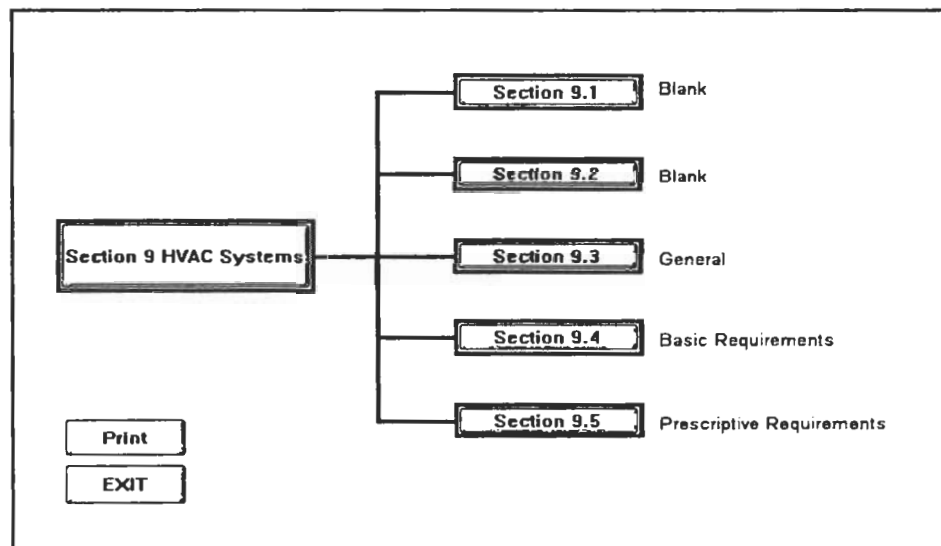 Section 9.1 Blank
Section 9.2 Blank
Section 9 HVAC Systems
Section 9.3 General
Section 9.4 Basic Requirements
Section 9.5 Prescriptive Requirements
Print
EXIT